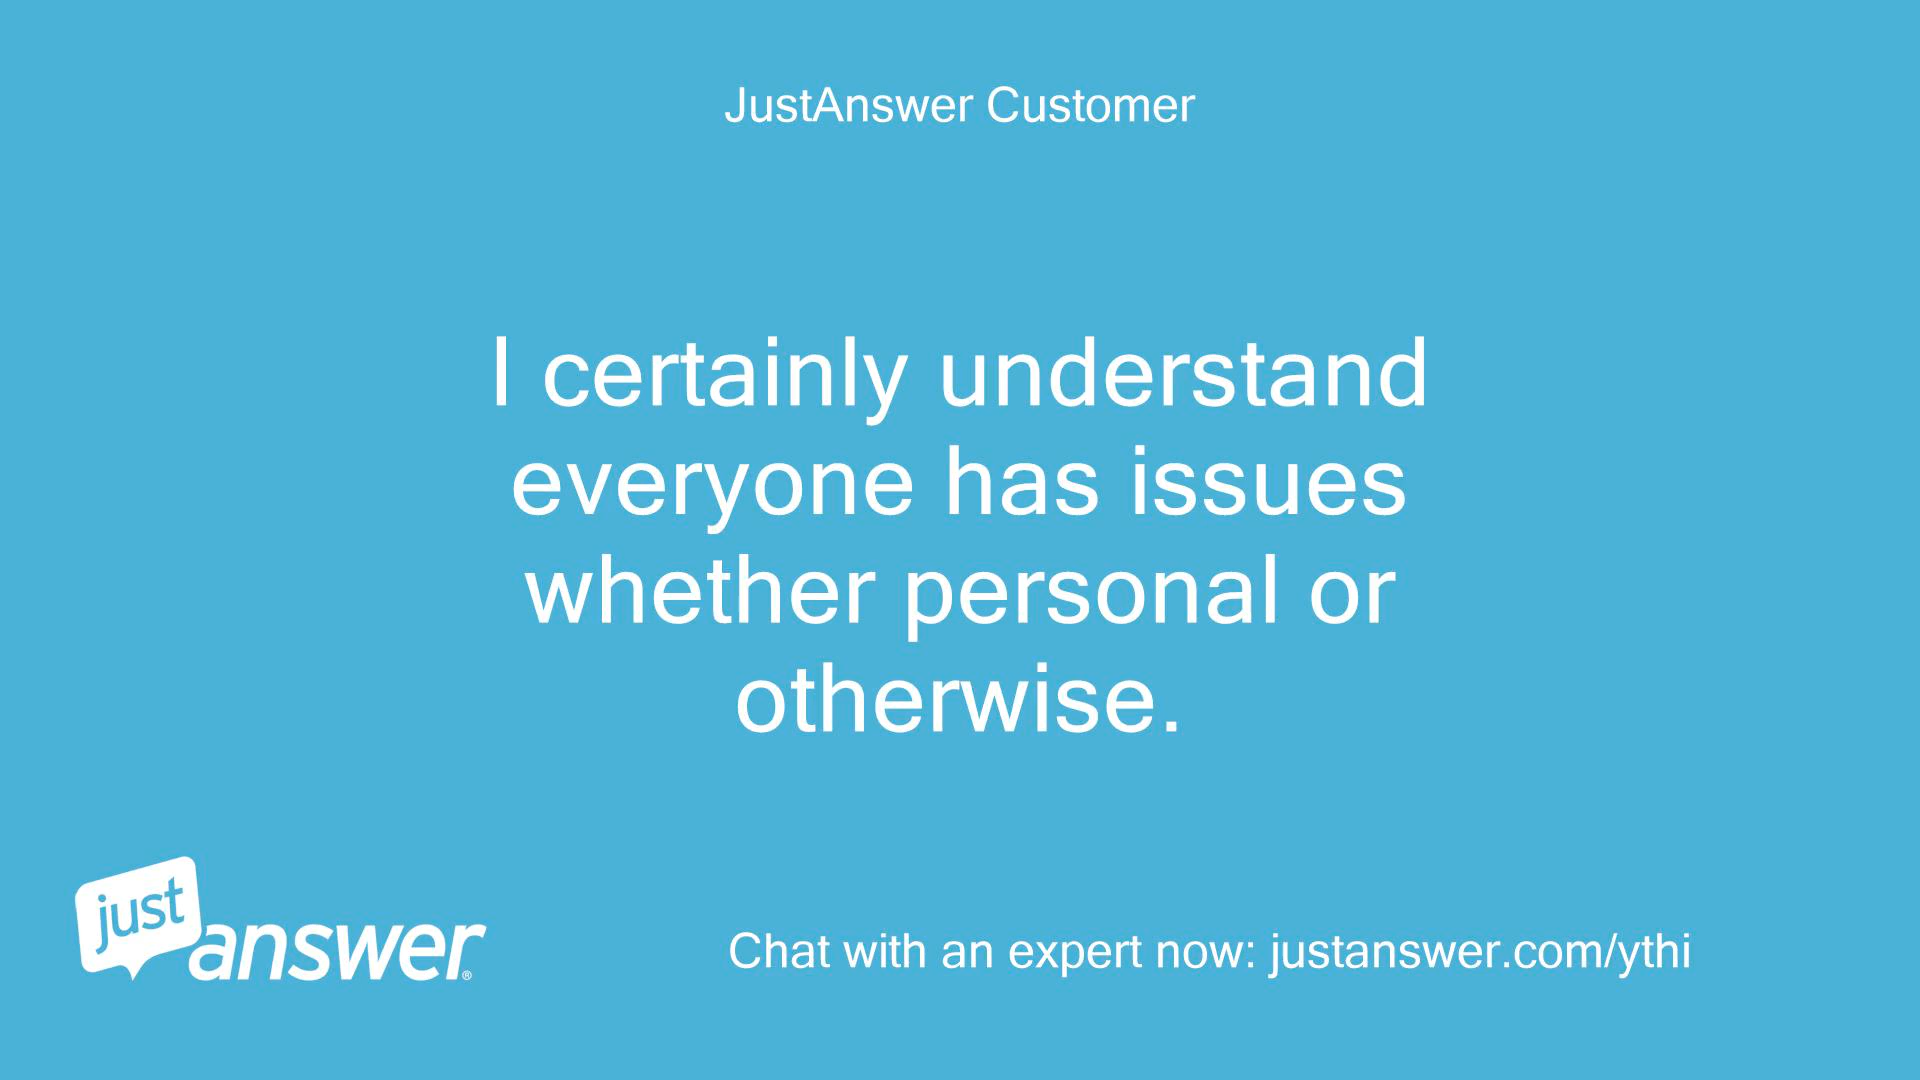 JustAnswer Customer
I certainly understand
everyone has issues
whether personal or
otherwise.
just
answer®
Chat with an expert now: justanswer.com/ythi